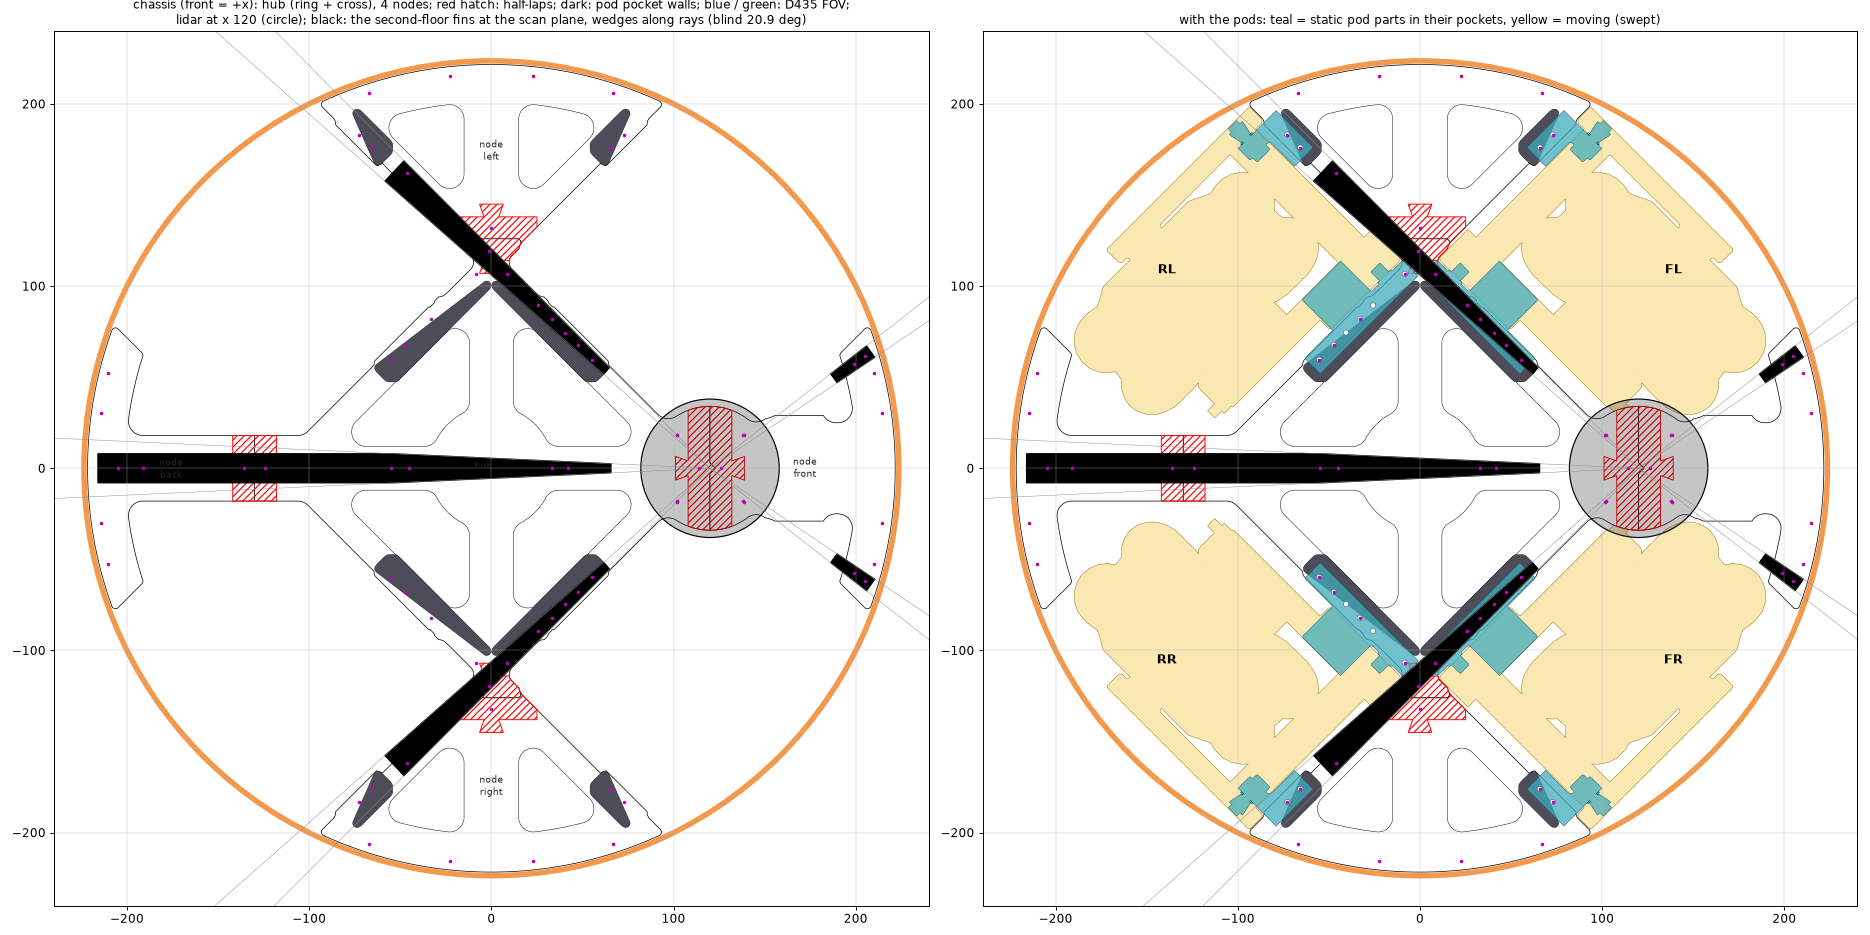 chassis (front = +x): hub (ring + cross), 4 nodes; red hatch: half-laps; dark: pod pocket walls; blue / green: D435 FOV;
lidar at x 120 (circle); black: the second-floor fins at the scan plane, wedges along rays (blind 20.9 deg)
with the pods: teal = static pod parts in their pockets, yellow = moving (swept)
200
100
0
−100
−200
−200
−100
0
100
200
node
left
node
back
hub
node
front
node
right
200
100
0
−100
−200
−200
−100
0
100
200
RL
FL
RR
FR